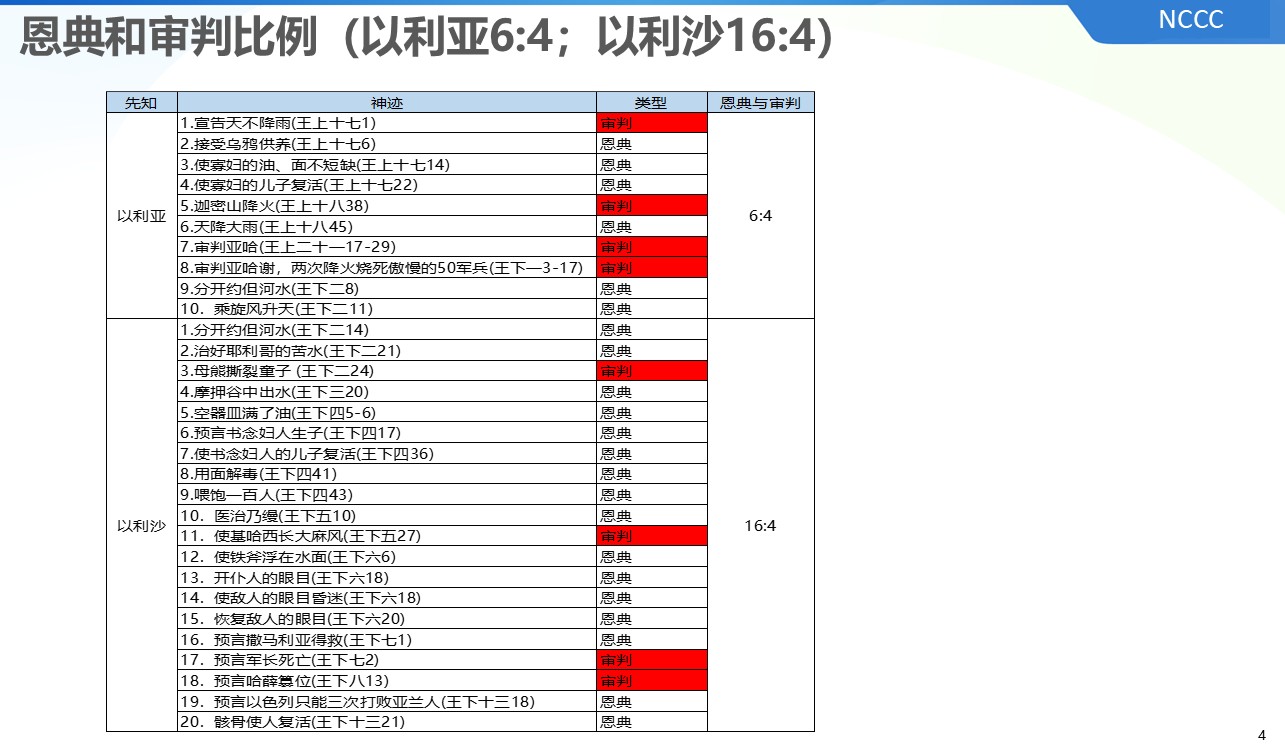 NCCC
恩典和审判比例（以利亚6:4；以利沙16:4）
先知 神迹 类型 恩典与审判
以利亚 6:4
1.宣告天不降雨(王上十七1) 审判
2.接受乌鸦供养(王上十七6) 恩典
3.使寡妇的油、面不短缺(王上十七14) 恩典
4.使寡妇的儿子复活(王上十七22) 恩典
5.迦密山降火(王上十八38) 审判
6.天降大雨(王上十八45) 恩典
7.审判亚哈(王上二十一17-29) 审判
8.审判亚哈谢，两次降火烧死傲慢的50军兵(王下一3-17) 审判
9.分开约但河水(王下二8) 恩典
10．乘旋风升天(王下二11) 恩典
以利沙 16:4
1.分开约但河水(王下二14) 恩典
2.治好耶利哥的苦水(王下二21) 恩典
3.母熊撕裂童子 (王下二24) 审判
4.摩押谷中出水(王下三20) 恩典
5.空器皿满了油(王下四5-6) 恩典
6.预言书念妇人生子(王下四17) 恩典
7.使书念妇人的儿子复活(王下四36) 恩典
8.用面解毒(王下四41) 恩典
9.喂饱一百人(王下四43) 恩典
10．医治乃缦(王下五10) 恩典
11．使基哈西长大麻风(王下五27) 审判
12．使铁斧浮在水面(王下六6) 恩典
13．开仆人的眼目(王下六18) 恩典
14．使敌人的眼目昏迷(王下六18) 恩典
15．恢复敌人的眼目(王下六20) 恩典
16．预言撒马利亚得救(王下七1) 恩典
17．预言军长死亡(王下七2) 审判
18．预言哈薛篡位(王下八13) 审判
19．预言以色列只能三次打败亚兰人(王下十三18) 恩典
20．骸骨使人复活(王下十三21) 恩典
4